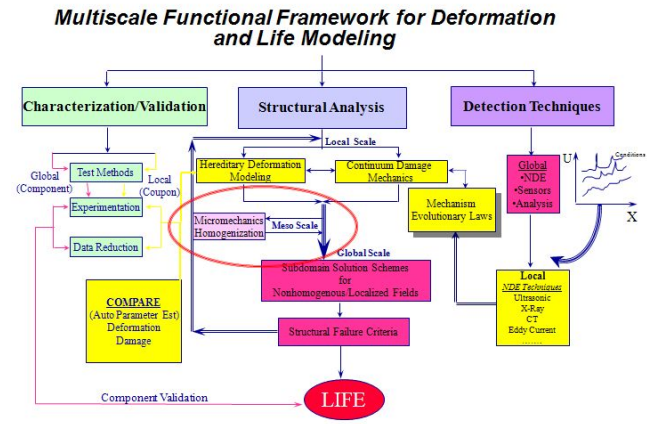 Multiscale Functional Framework for Deformation
and Life Modeling
Characterization/Validation
Structural Analysis
Detection Techniques
Local Scale
Global
(Component)
Test Methods
Local
(Coupon)
Experimentation
Data Reduction
Hereditary Deformation
Modeling
Continuum Damage
Mechanics
Mechanism
Evolutionary Laws
Global
•NDE
•Sensors
•Analysis
U
Conditions
X
Micromechanics
Homogenization
Meso Scale
Global Scale
Subdomain Solution Schemes
for
Nonhomogenous/Localized Fields
Local
NDE Techniques
Ultrasonic
X-Ray
CT
Eddy Current
.......
COMPARE
(Auto Parameter Est)
Deformation
Damage
Structural Failure Criteria
Component Validation
LIFE